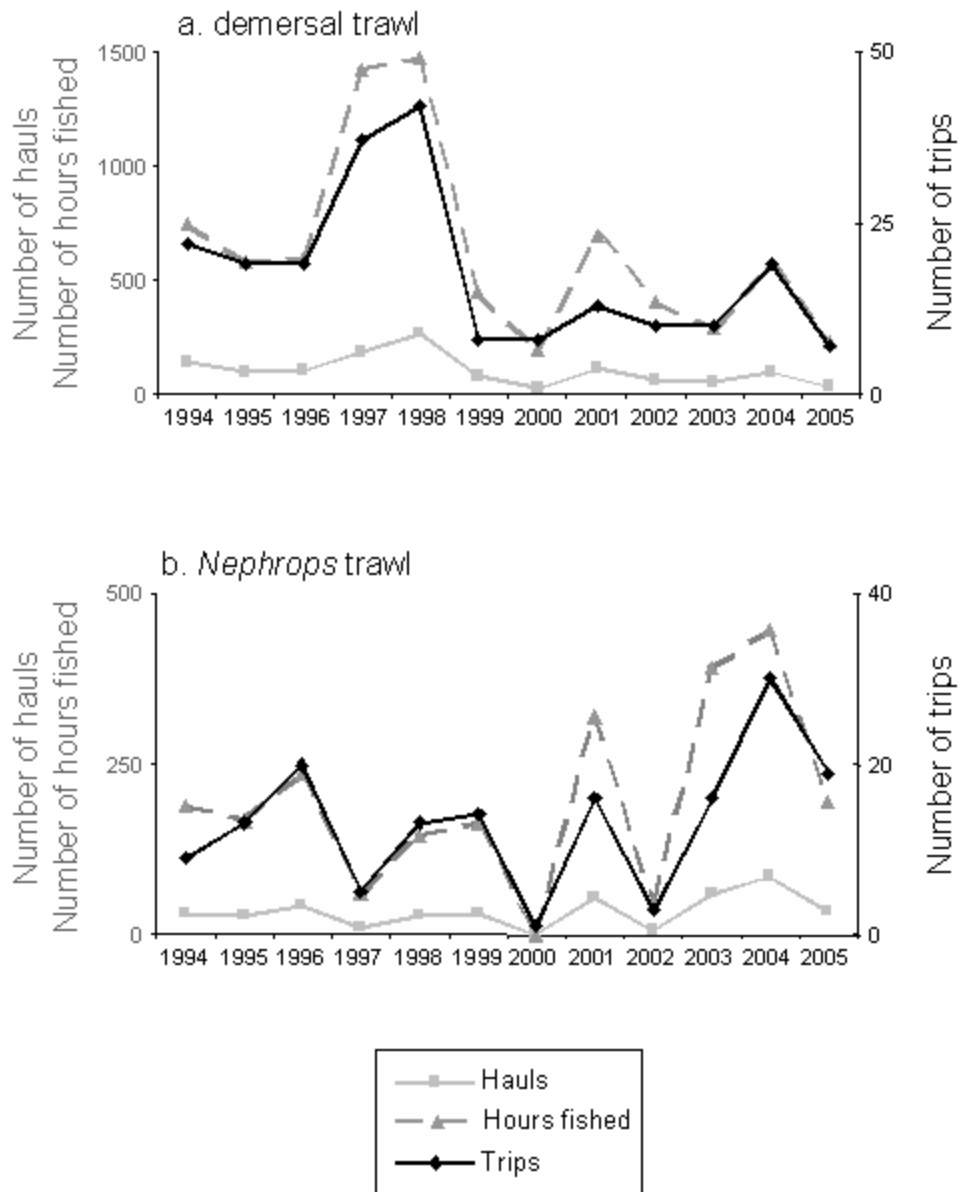 a. demersal trawl
Number of hauls
Number of hours fished
1500
1000
500
0
Number of trips
50
25
0
1994 1995 1996 1997 1998 1999 2000 2001 2002 2003 2004 2005
b. Nephrops trawl
Number of hauls
Number of hours fished
500
250
0
Number of trips
40
20
0
1994 1995 1996 1997 1998 1999 2000 2001 2002 2003 2004 2005
Hauls
Hours fished
Trips